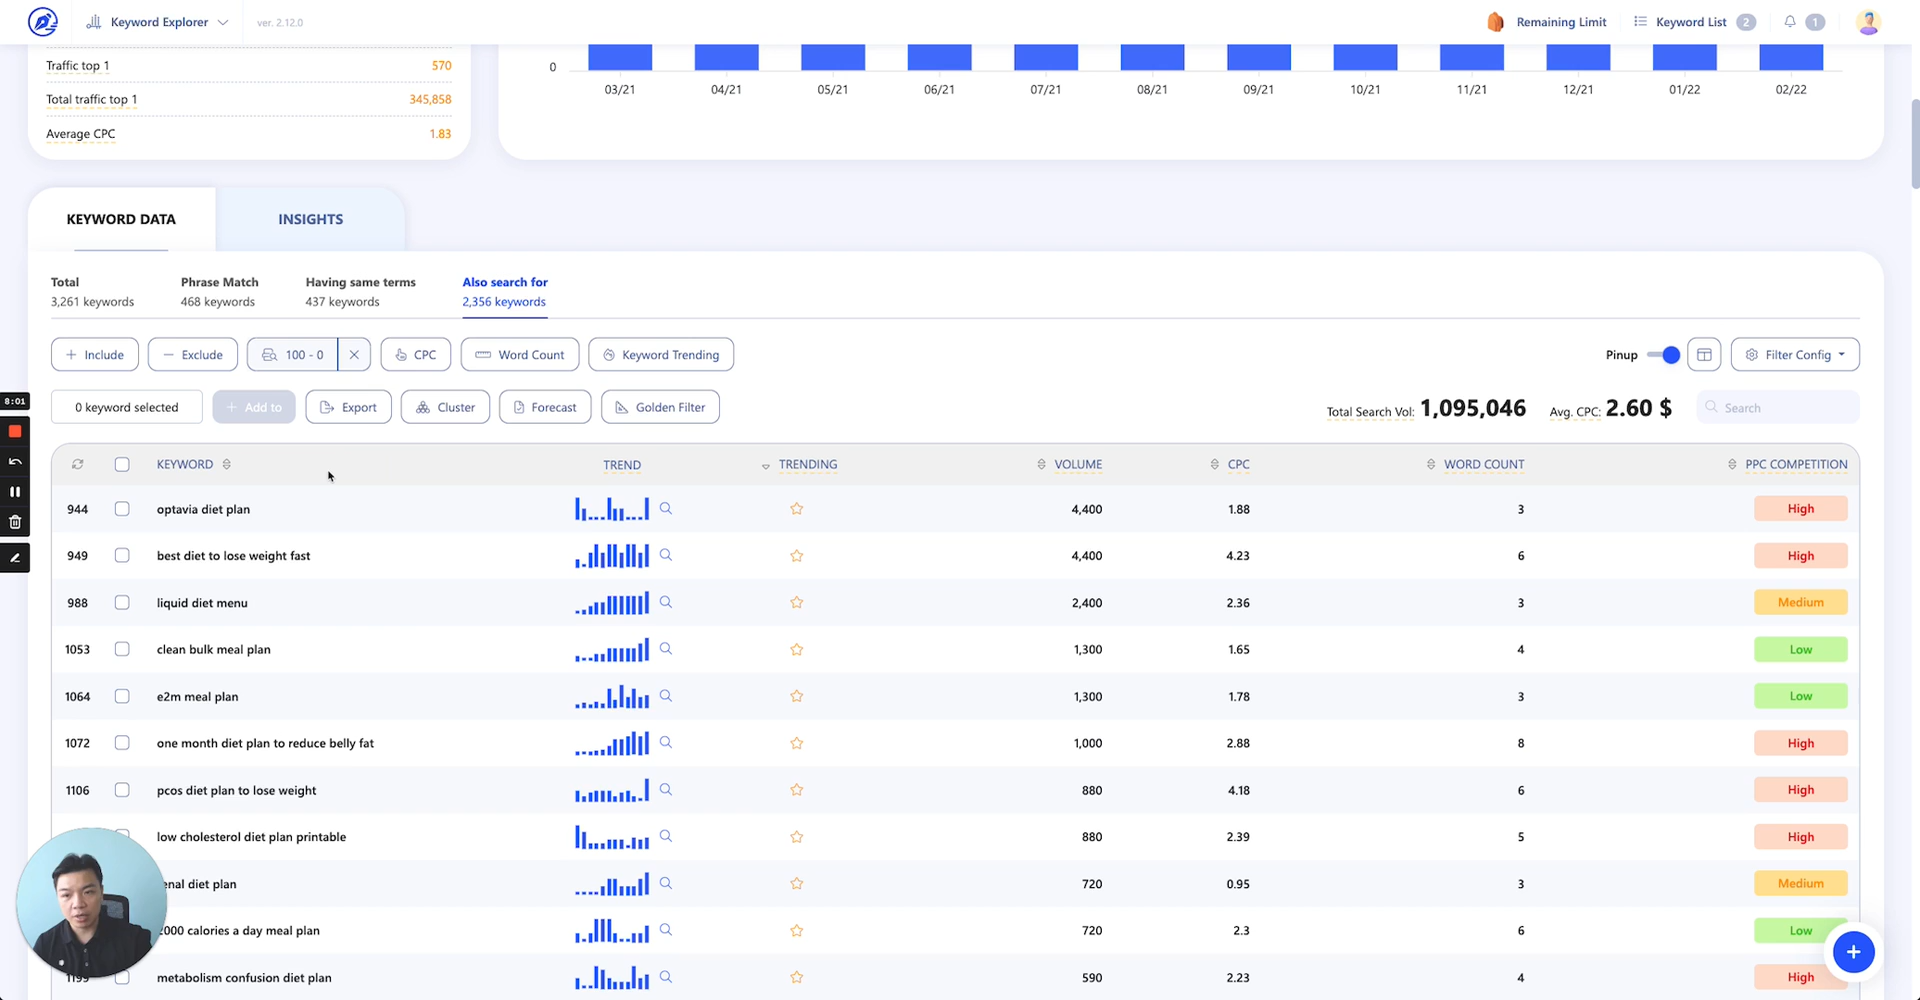 Keyword Explorer
ver. 2.12.0
Remaining Limit
Keyword List 2
1
Traffic top 1 570
Total traffic top 1 345,858
Average CPC 1.83
0
03/21 04/21 05/21 06/21 07/21 08/21 09/21 10/21 11/21 12/21 01/22 02/22
KEYWORD DATA INSIGHTS
Total Phrase Match Having same terms Also search for
3,261 keywords 468 keywords 437 keywords 2,356 keywords
+ Include − Exclude 100 - 0 CPC Word Count Keyword Trending
Pinup Filter Config
8:01
0 keyword selected + Add to Export Cluster Forecast Golden Filter
Total Search Vol: 1,095,046 Avg. CPC: 2.60 $ Search
KEYWORD TREND TRENDING VOLUME CPC WORD COUNT PPC COMPETITION
944 optavia diet plan 4,400 1.88 3 High
949 best diet to lose weight fast 4,400 4.23 6 High
988 liquid diet menu 2,400 2.36 3 Medium
1053 clean bulk meal plan 1,300 1.65 4 Low
1064 e2m meal plan 1,300 1.78 3 Low
1072 one month diet plan to reduce belly fat 1,000 2.88 8 High
1106 pcos diet plan to lose weight 880 4.18 6 High
low cholesterol diet plan printable 880 2.39 5 High
enal diet plan 720 0.95 3 Medium
000 calories a day meal plan 720 2.3 6 Low
1199 metabolism confusion diet plan 590 2.23 4 High